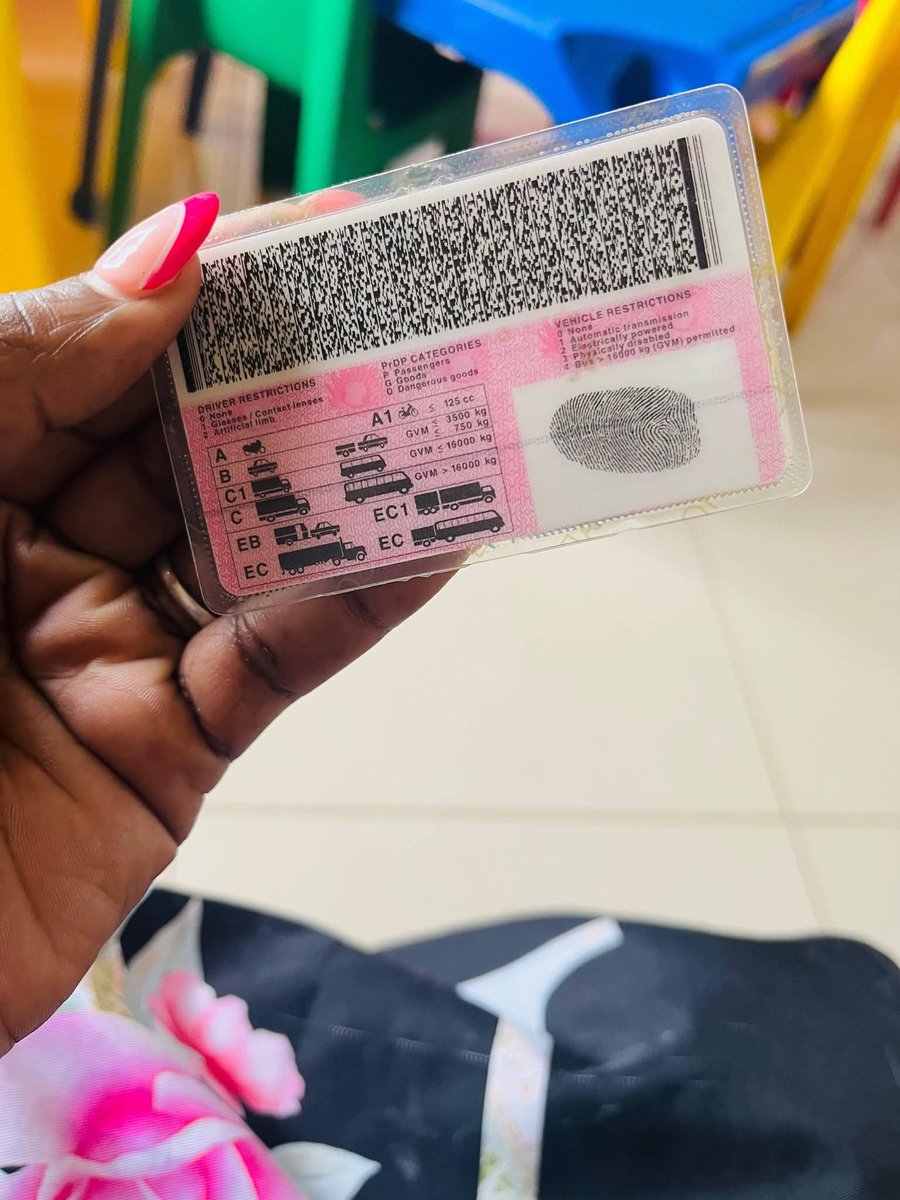 DRIVER RESTRICTIONS
0 None
1 Glasses / Contact lenses
2 Artificial limb
PrDP CATEGORIES
P Passengers
G Goods
D Dangerous goods
VEHICLE RESTRICTIONS
0 None
1 Automatic transmission
2 Electrically powered
3 Physically disabled
4 Bus > 16000 kg (GVM) permitted
A A1 ≤ 125 cc
B GVM ≤ 3500 kg
≤ 750 kg
C1 GVM ≤ 16000 kg
C GVM > 16000 kg
EB EC1
EC EC